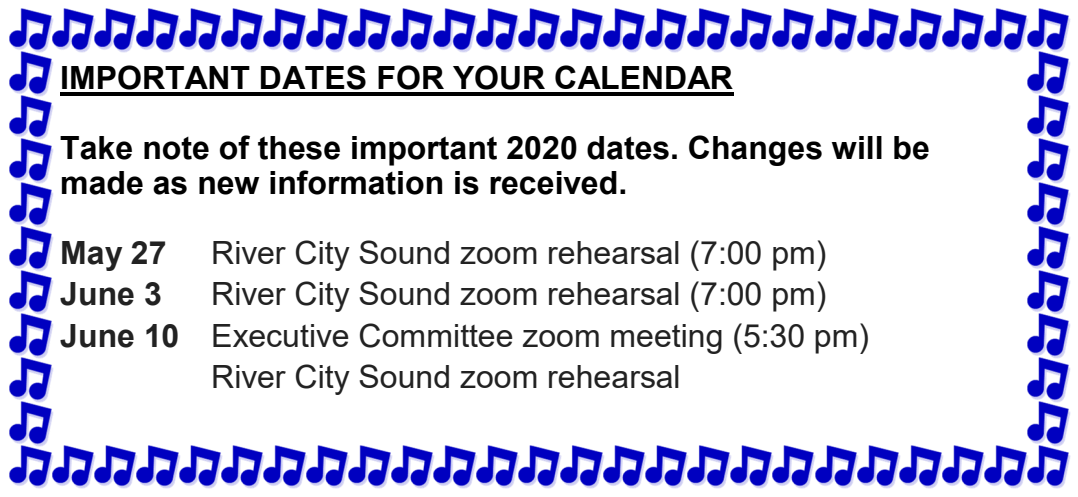 IMPORTANT DATES FOR YOUR CALENDAR
Take note of these important 2020 dates. Changes will be
made as new information is received.
May 27 River City Sound zoom rehearsal (7:00 pm)
June 3 River City Sound zoom rehearsal (7:00 pm)
June 10 Executive Committee zoom meeting (5:30 pm)
River City Sound zoom rehearsal